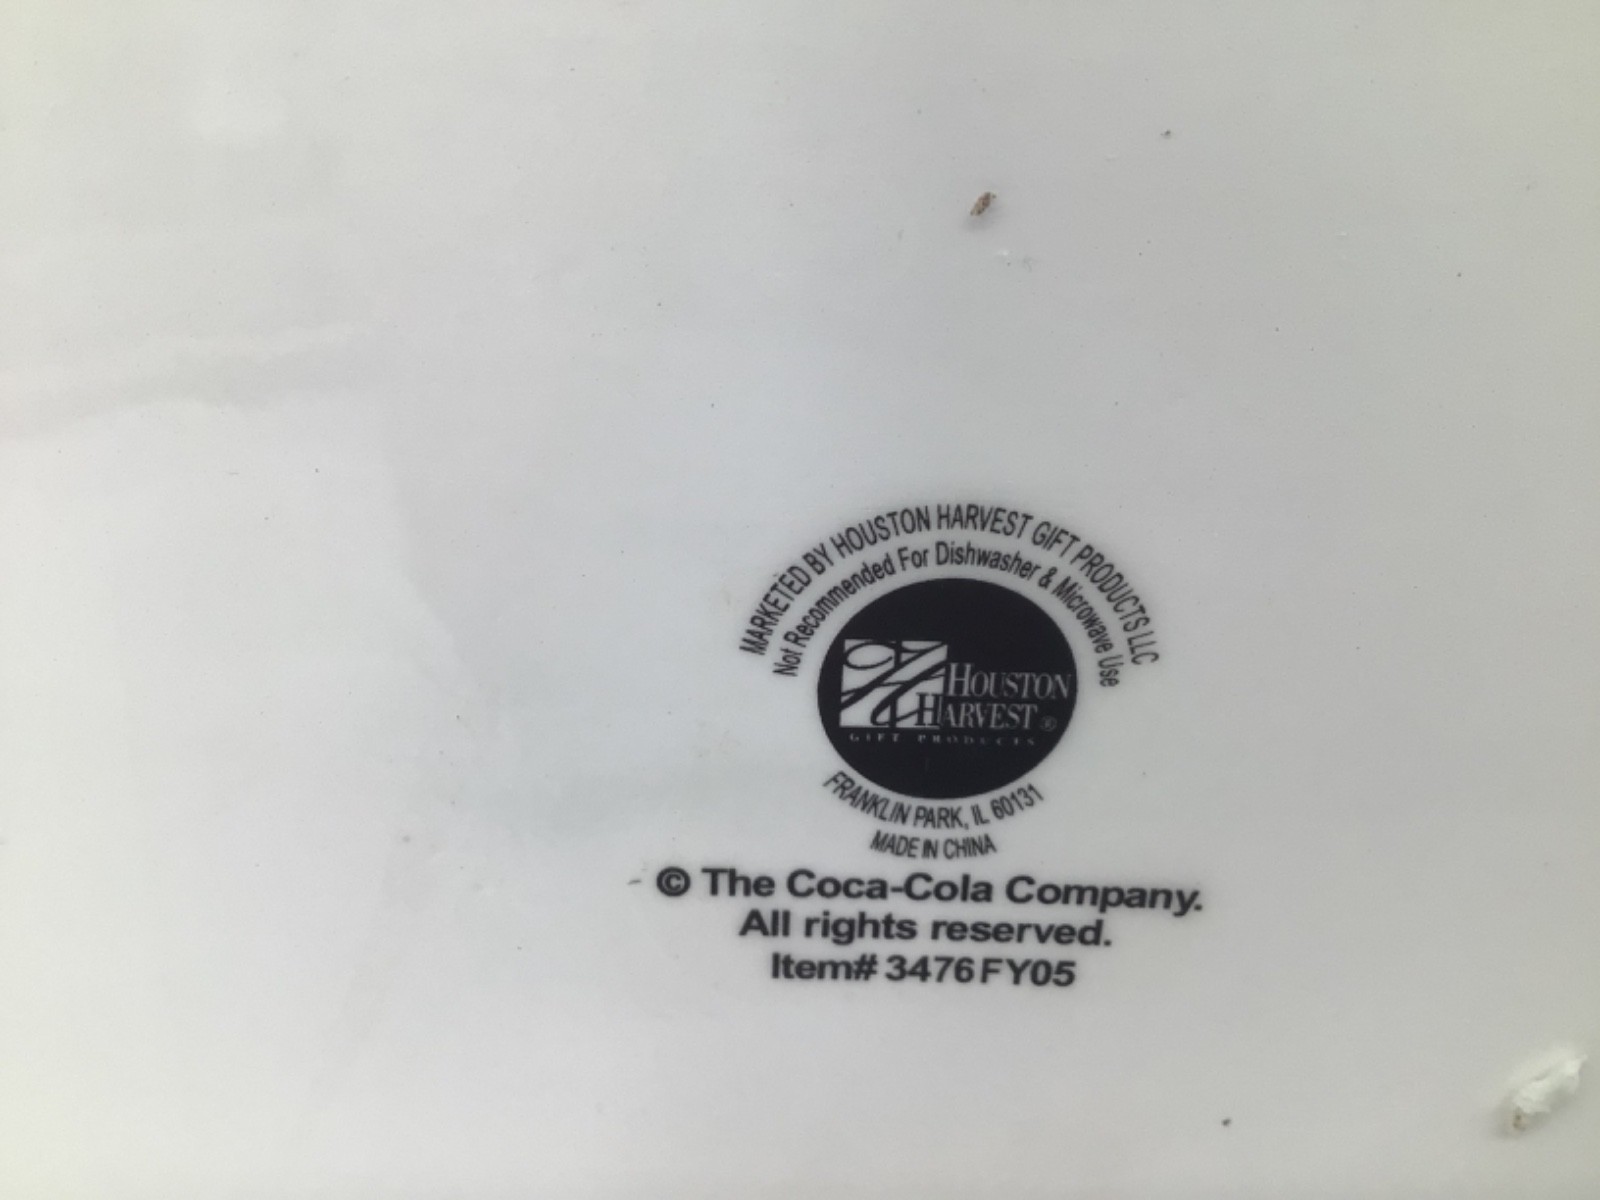 MARKETED BY HOUSTON HARVEST GIFT PRODUCTS LLC
Not Recommended For Dishwasher & Microwave Use
HOUSTON
HARVEST®
GIFT PRODUCTS
FRANKLIN PARK, IL 60131
MADE IN CHINA
© The Coca-Cola Company.
All rights reserved.
Item# 3476FY05